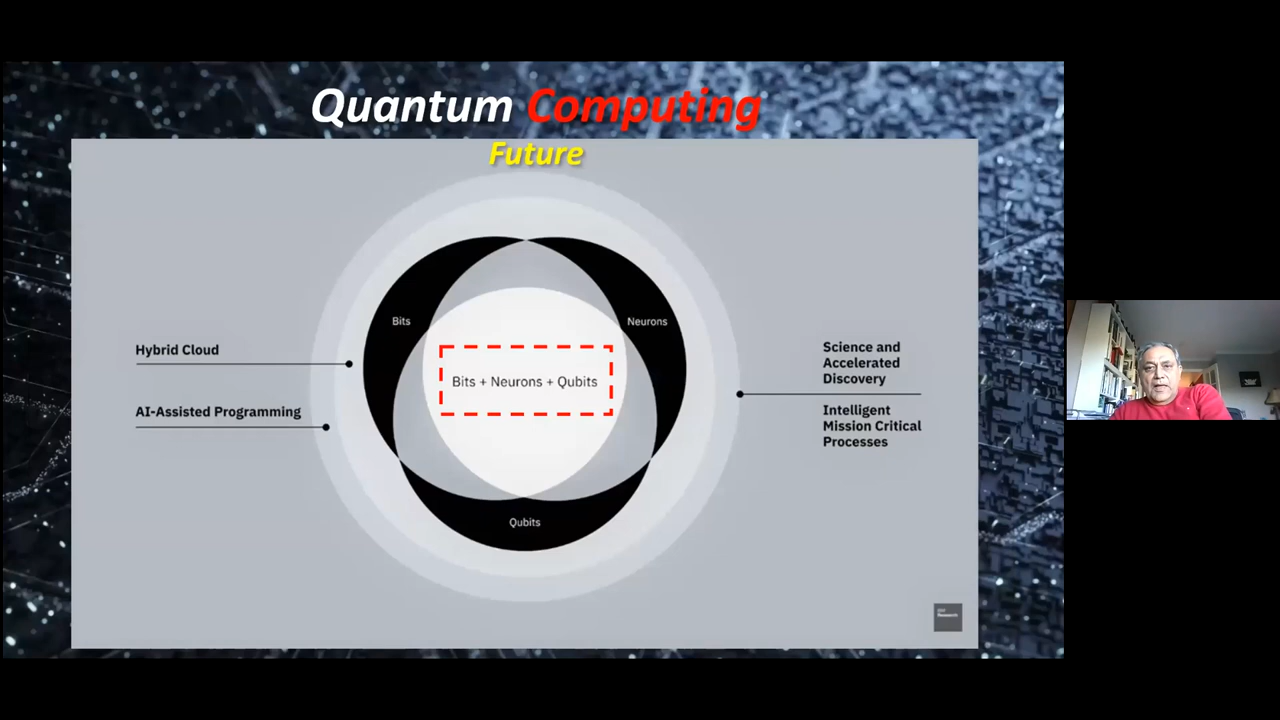 Quantum Computing
Future
Bits
Neurons
Hybrid Cloud
AI-Assisted Programming
Bits + Neurons + Qubits
Science and
Accelerated
Discovery
Intelligent
Mission Critical
Processes
Qubits
Research